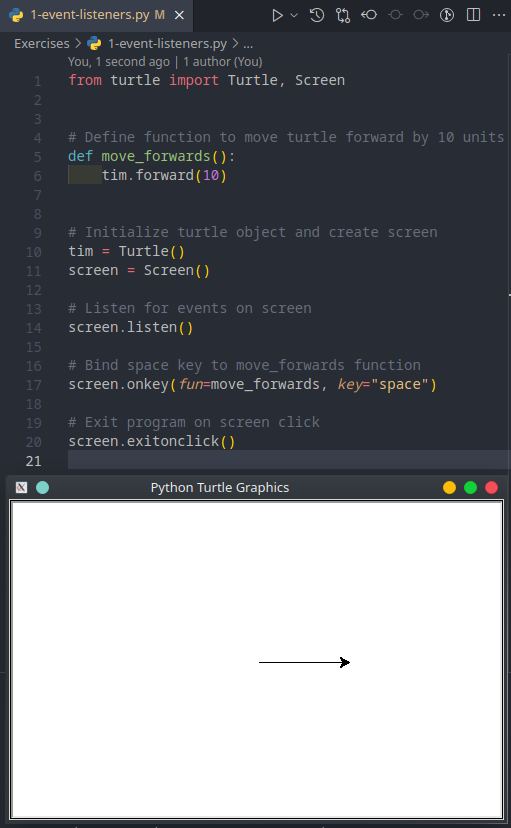 1-event-listeners.py M
Exercises > 1-event-listeners.py > ...
You, 1 second ago | 1 author (You)
1 from turtle import Turtle, Screen
2
3
4 # Define function to move turtle forward by 10 units
5 def move_forwards():
6     tim.forward(10)
7
8
9 # Initialize turtle object and create screen
10 tim = Turtle()
11 screen = Screen()
12
13 # Listen for events on screen
14 screen.listen()
15
16 # Bind space key to move_forwards function
17 screen.onkey(fun=move_forwards, key="space")
18
19 # Exit program on screen click
20 screen.exitonclick()
21
Python Turtle Graphics